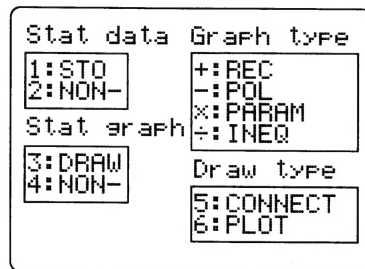 Stat data
1:STO
2:NON-
Stat graph
3:DRAW
4:NON-
Graph type
+:REC
-:POL
×:PARAM
÷:INEQ
Draw type
5:CONNECT
6:PLOT